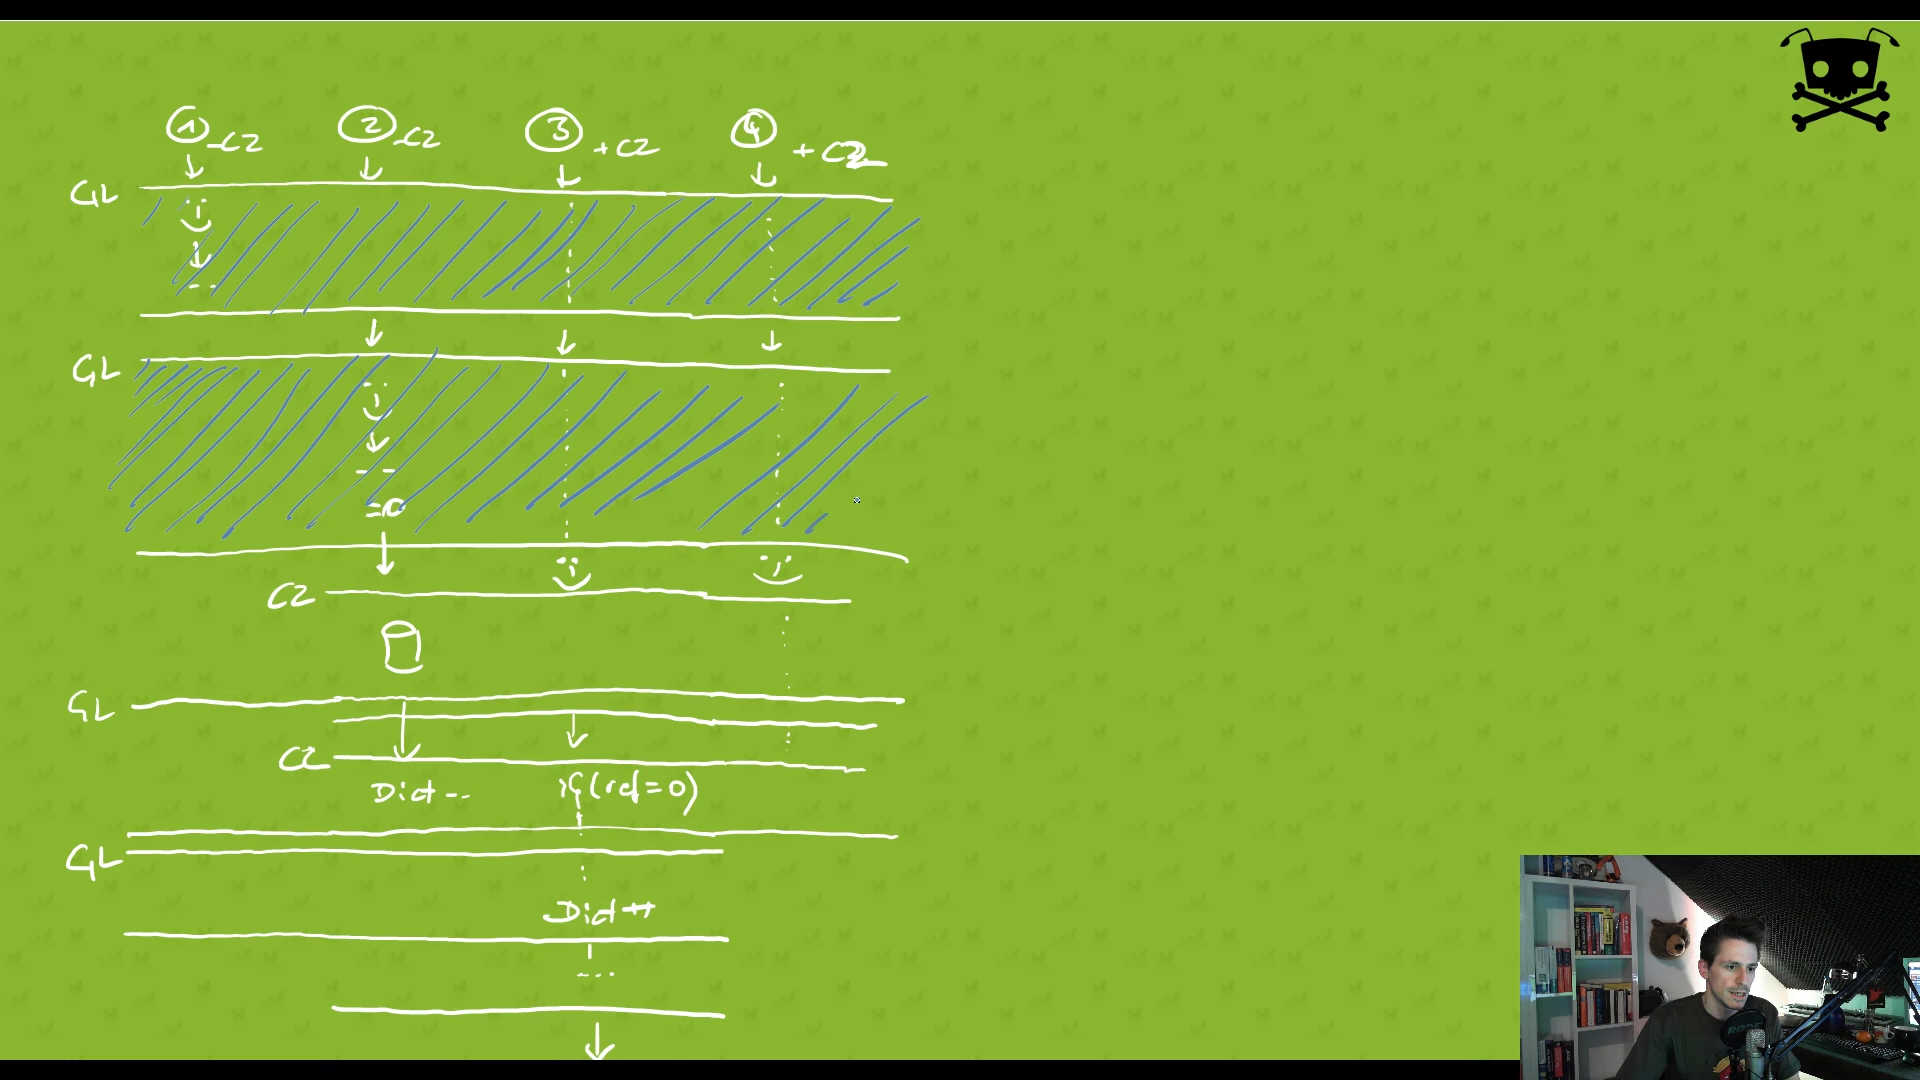 1 -CZ 2 -CZ 3 +CZ 4 +CZ
GL
--
GL
--
=0
CZ
GL
CZ
Dict-- if(ref=0)
GL
Dict++
...